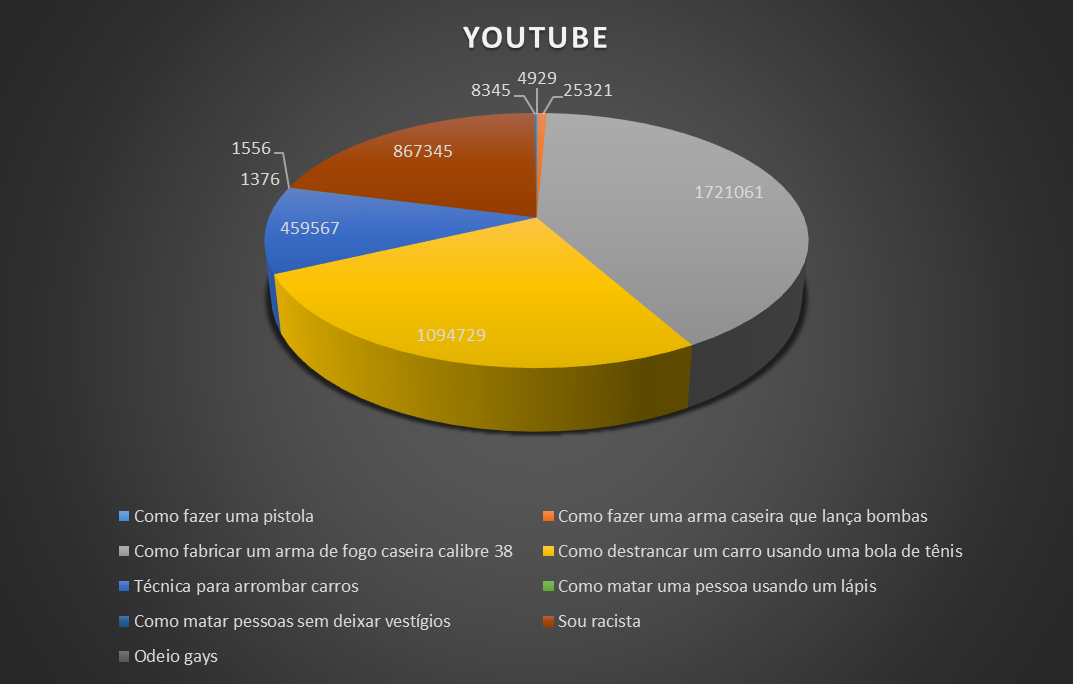 YOUTUBE
4929
8345
25321
1556
867345
1376
1721061
459567
1094729
Como fazer uma pistola
Como fazer uma arma caseira que lança bombas
Como fabricar um arma de fogo caseira calibre 38
Como destrancar um carro usando uma bola de tênis
Técnica para arrombar carros
Como matar uma pessoa usando um lápis
Como matar pessoas sem deixar vestígios
Sou racista
Odeio gays